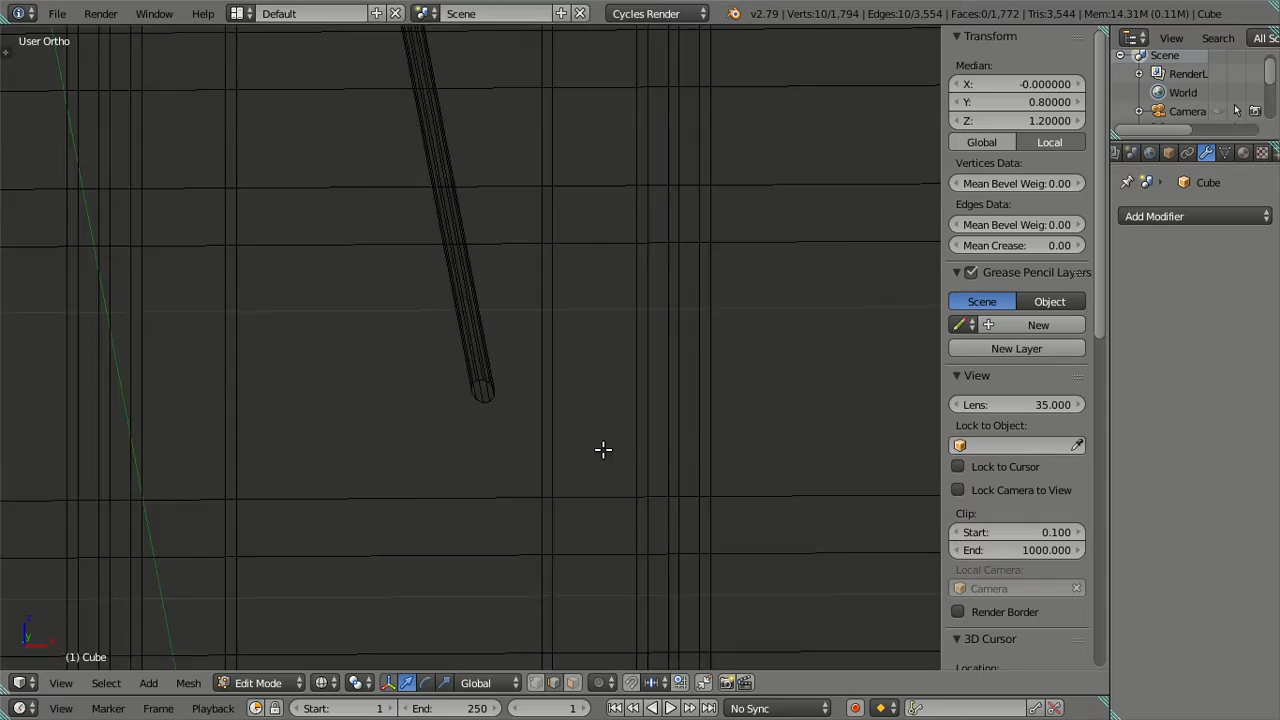 File Render Window Help Default Scene Cycles Render v2.79 | Verts:10/1,794 | Edges:10/3,554 | Faces:0/1,772 | Tris:3,544 | Mem:14.31M (0.11M) | Cube
User Ortho
Transform
Median:
X: -0.000000
Y: 0.80000
Z: 1.20000
Global Local
Vertices Data:
Mean Bevel Weig: 0.00
Edges Data:
Mean Bevel Weig: 0.00
Mean Crease: 0.00
Grease Pencil Layers
Scene Object
New
New Layer
View
Lens: 35.000
Lock to Object:
Lock to Cursor
Lock Camera to View
Clip:
Start: 0.100
End: 1000.000
Local Camera:
Camera
Render Border
3D Cursor
Location:
View Search All Sc
Scene
RenderL
World
Camera
Cube
Add Modifier
z
y
x
(1) Cube
View Select Add Mesh Edit Mode Global
View Marker Frame Playback Start: 1 End: 250 1 No Sync